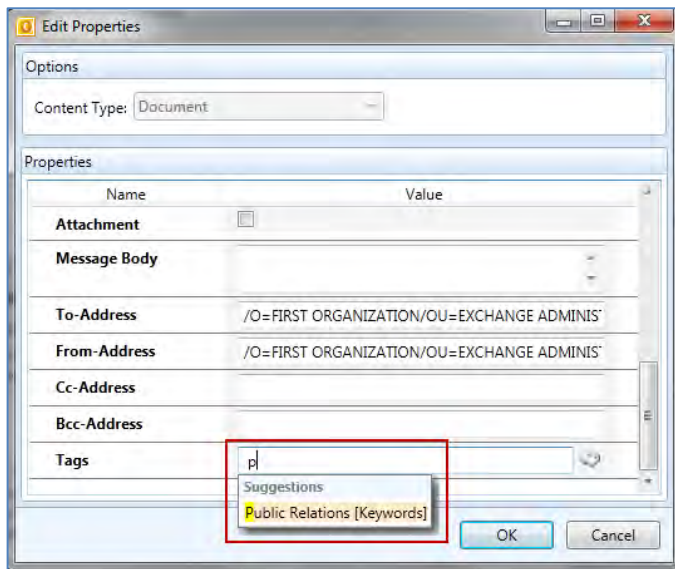 Edit Properties
Options
Content Type: Document
Properties
Name Value
Attachment
Message Body
To-Address /O=FIRST ORGANIZATION/OU=EXCHANGE ADMINIS
From-Address /O=FIRST ORGANIZATION/OU=EXCHANGE ADMINIS
Cc-Address
Bcc-Address
Tags p
Suggestions
Public Relations [Keywords]
OK Cancel